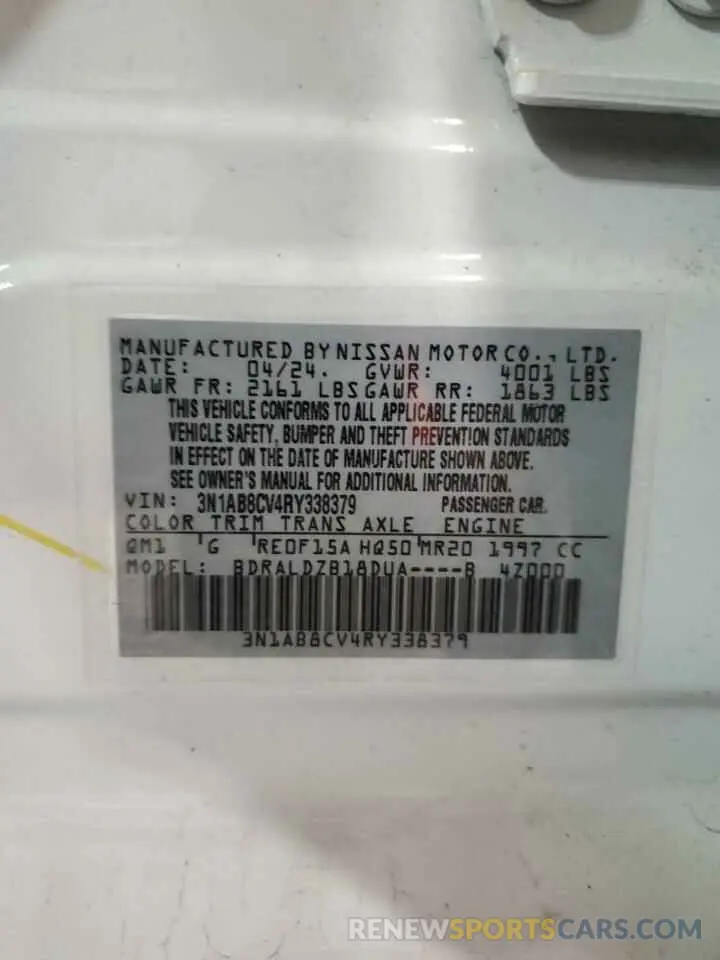 MANUFACTURED BY NISSAN MOTOR CO., LTD.
DATE: 04/24. GVWR: 4001 LBS
GAWR FR: 2161 LBS GAWR RR: 1863 LBS
THIS VEHICLE CONFORMS TO ALL APPLICABLE FEDERAL MOTOR
VEHICLE SAFETY, BUMPER AND THEFT PREVENTION STANDARDS
IN EFFECT ON THE DATE OF MANUFACTURE SHOWN ABOVE.
SEE OWNER'S MANUAL FOR ADDITIONAL INFORMATION.
VIN: 3N1AB8CV4RY338379 PASSENGER CAR.
COLOR TRIM TRANS AXLE ENGINE
QM1 'G 'RE0F15A HQ50'MR20 1997 CC
MODEL: BDRALDZB18DUA----B 4Z000
3N1AB8CV4RY338379
RENEWSPORTSCARS.COM